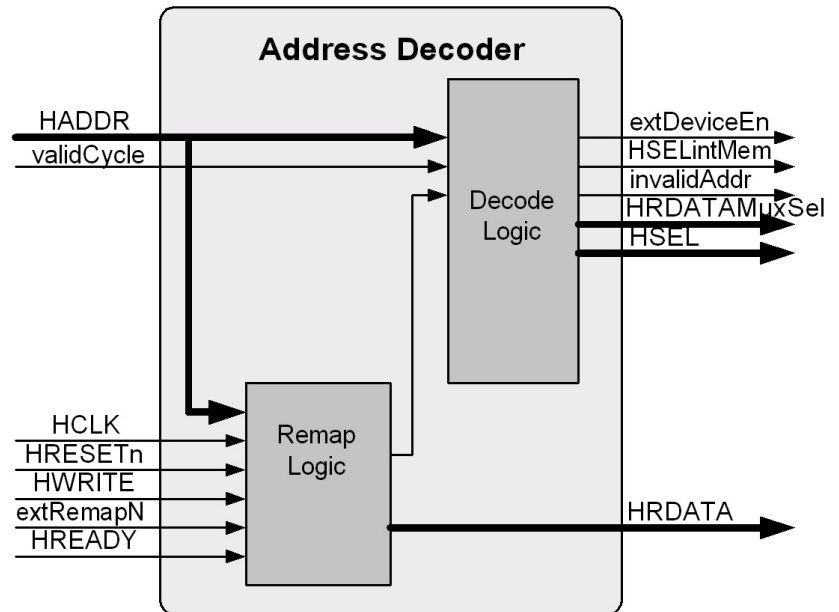 Address Decoder
HADDR
validCycle
extDeviceEn
HSELintMem
invalidAddr
HRDATAMuxSel
HSEL
Decode
Logic
HCLK
HRESETn
HWRITE
extRemapN
HREADY
Remap
Logic
HRDATA